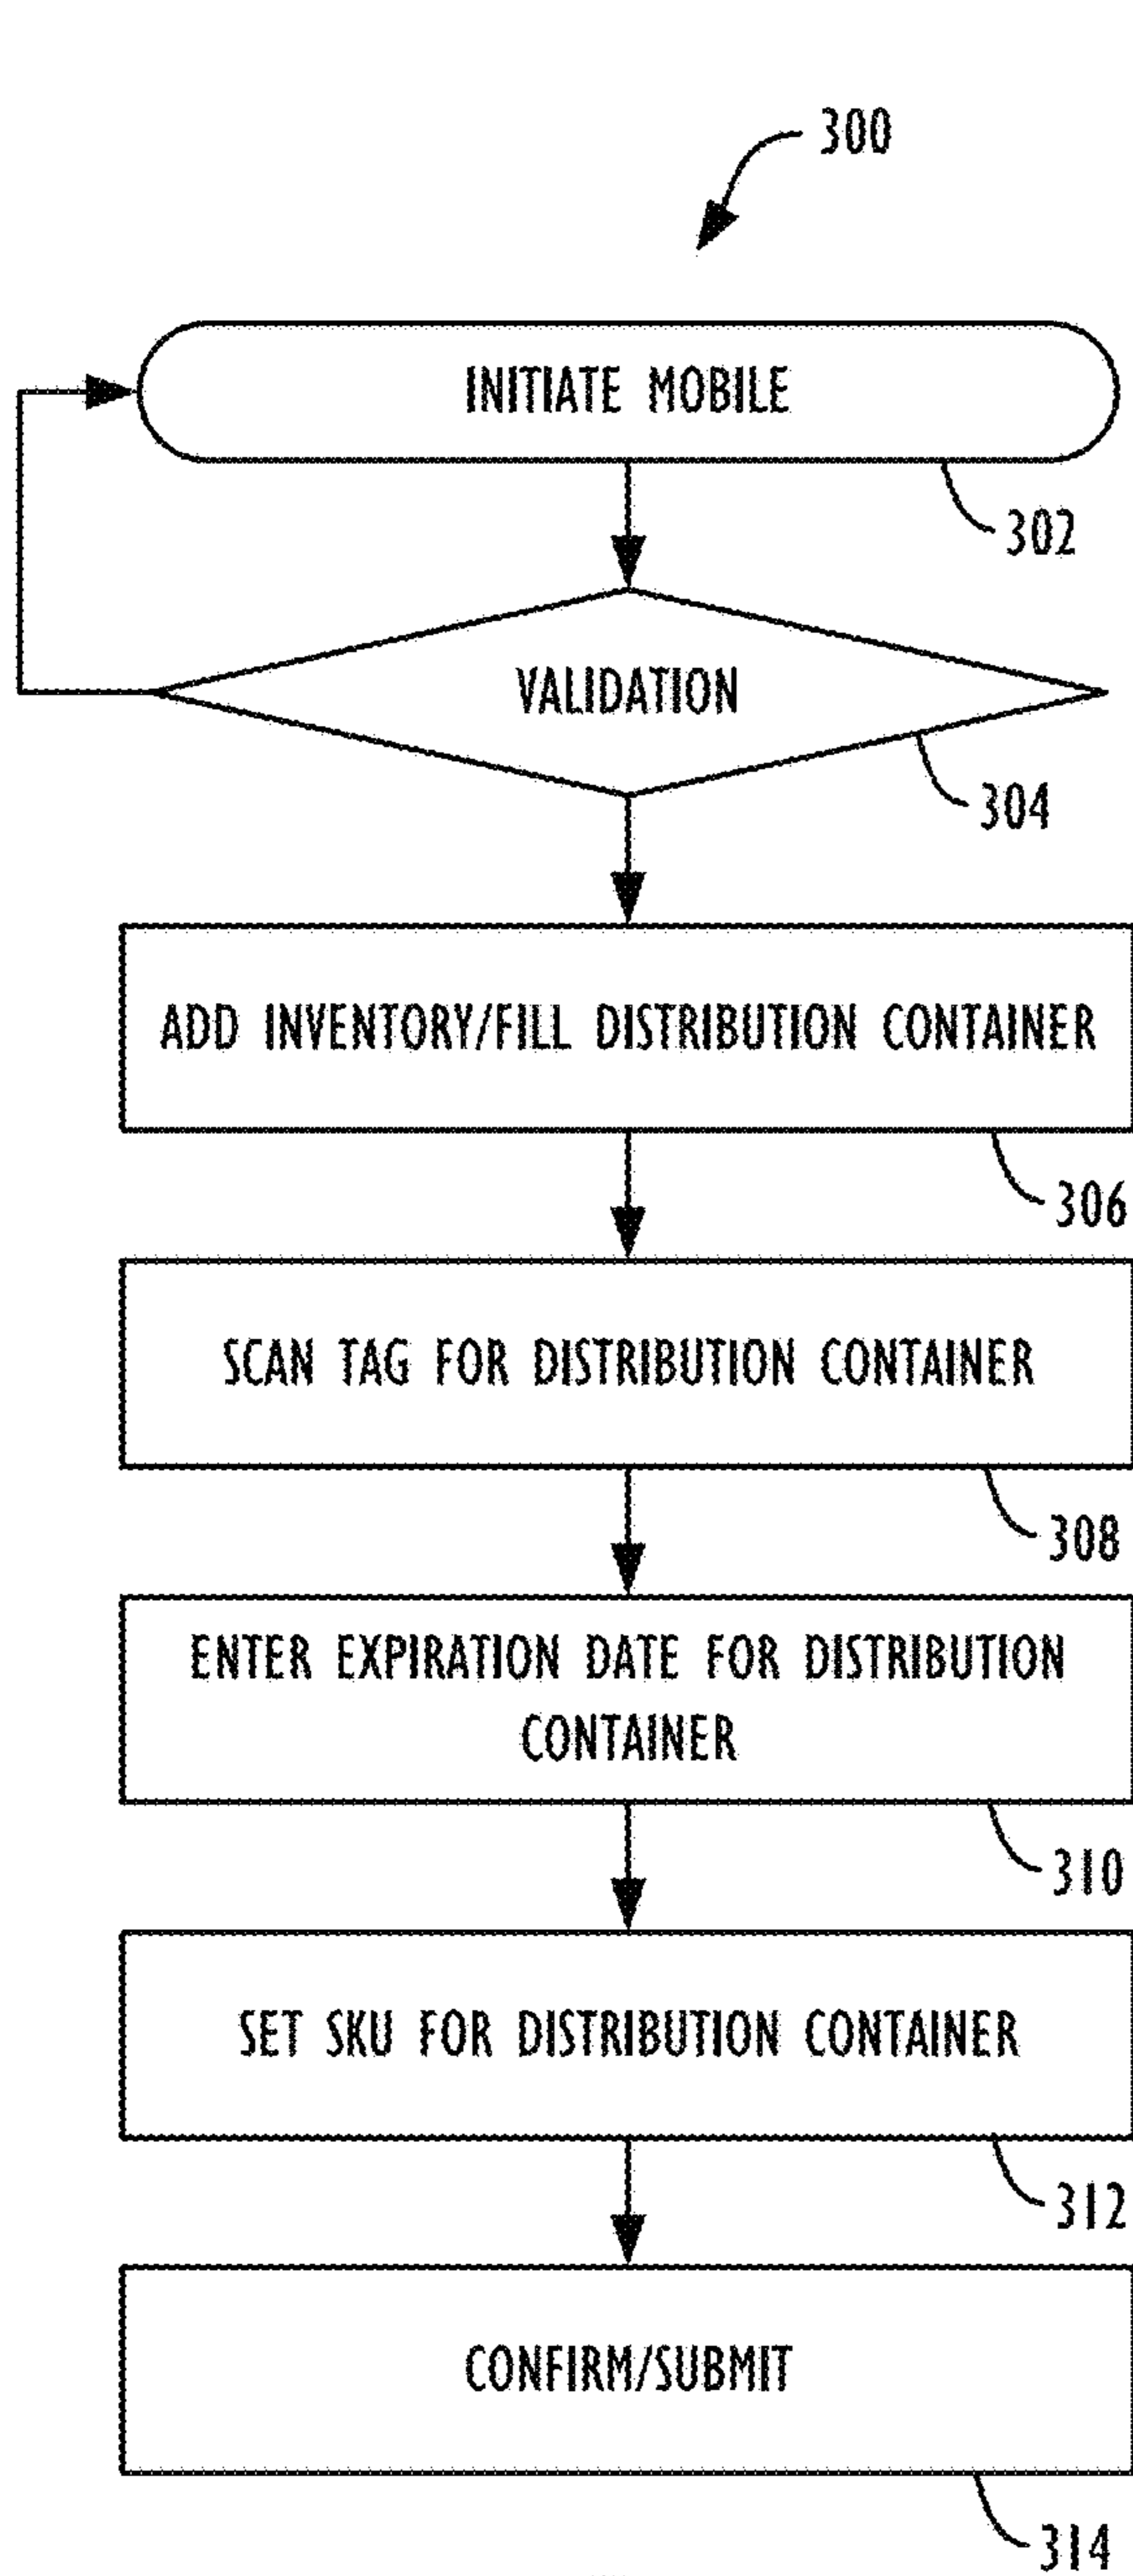 300
INITIATE MOBILE
302
VALIDATION
304
ADD INVENTORY/FILL DISTRIBUTION CONTAINER
306
SCAN TAG FOR DISTRIBUTION CONTAINER
308
ENTER EXPIRATION DATE FOR DISTRIBUTION
CONTAINER
310
SET SKU FOR DISTRIBUTION CONTAINER
312
CONFIRM/SUBMIT
314